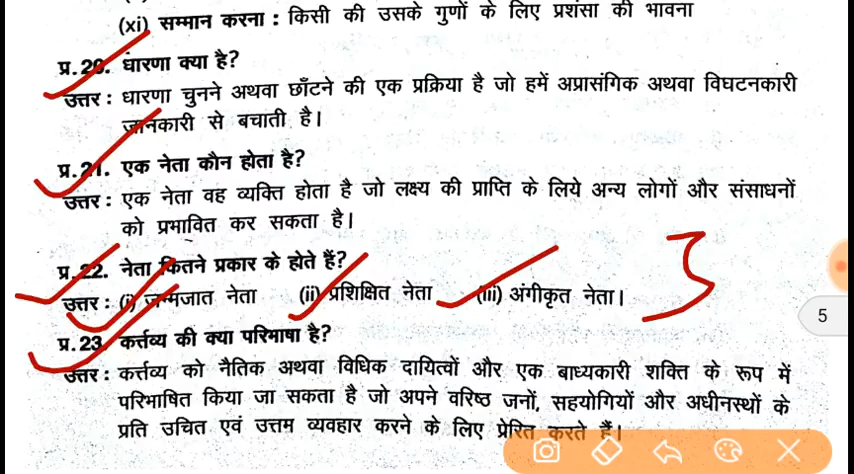 (xi) सम्मान करना : किसी की उसके गुणों के लिए प्रशंसा की भावना
प्र.20. धारणा क्या है?
उत्तर : धारणा चुनने अथवा छाँटने की एक प्रक्रिया है जो हमें अप्रासंगिक अथवा विघटनकारी
जानकारी से बचाती है।
प्र.21. एक नेता कौन होता है?
उत्तर : एक नेता वह व्यक्ति होता है जो लक्ष्य की प्राप्ति के लिये अन्य लोगों और संसाधनों
को प्रभावित कर सकता है।
प्र.22. नेता कितने प्रकार के होते हैं?
उत्तर : (i) जन्मजात नेता (ii) प्रशिक्षित नेता (iii) अंगीकृत नेता।
3
5
प्र.23. कर्त्तव्य की क्या परिभाषा है?
उत्तर : कर्त्तव्य को नैतिक अथवा विधिक दायित्वों और एक बाध्यकारी शक्ति के रूप में
परिभाषित किया जा सकता है जो अपने वरिष्ठ जनों, सहयोगियों और अधीनस्थों के
प्रति उचित एवं उत्तम व्यवहार करने के लिए प्रेरित करते हैं।